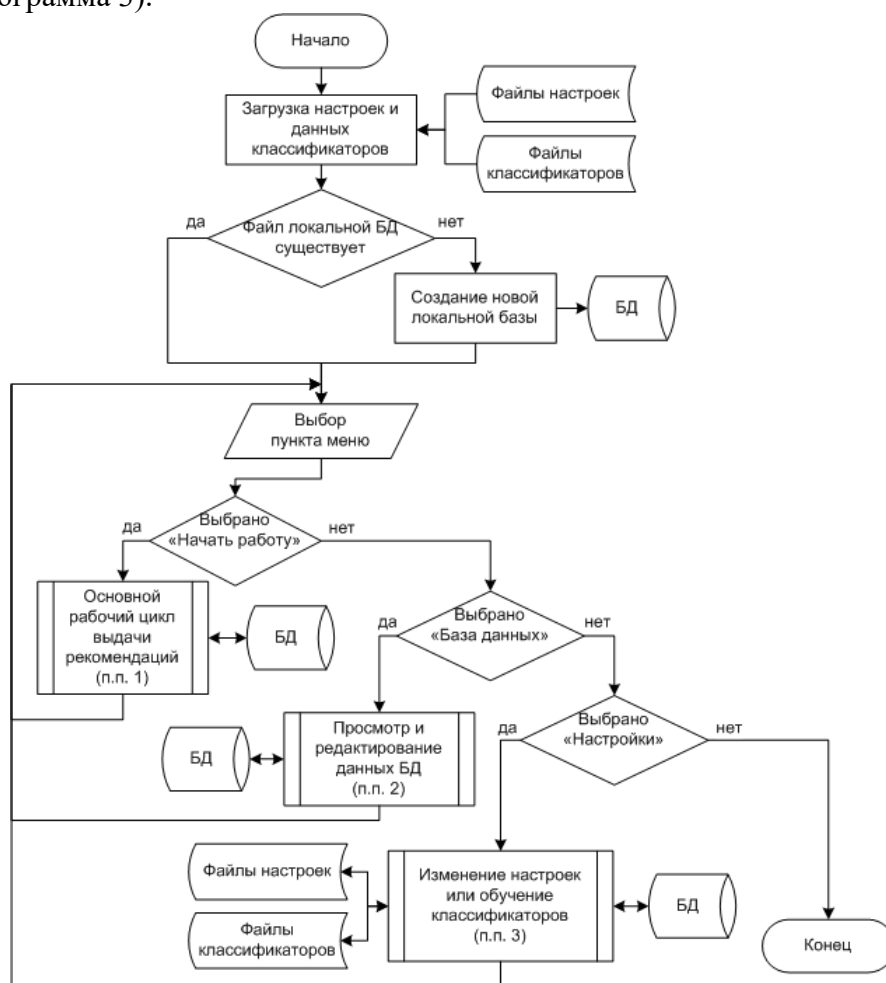 ограмма 3).
Начало
Загрузка настроек и
данных
классификаторов
Файлы настроек
Файлы
классификаторов
да
Файл локальной БД
существует
нет
Создание новой
локальной базы
БД
Выбор
пункта меню
да
Выбрано
«Начать работу»
нет
Основной
рабочий цикл
выдачи
рекомендаций
(п.п. 1)
БД
да
Выбрано
«База данных»
нет
БД
Просмотр и
редактирование
данных БД
(п.п. 2)
да
Выбрано
«Настройки»
нет
Файлы настроек
Файлы
классификаторов
Изменение настроек
или обучение
классификаторов
(п.п. 3)
БД
Конец